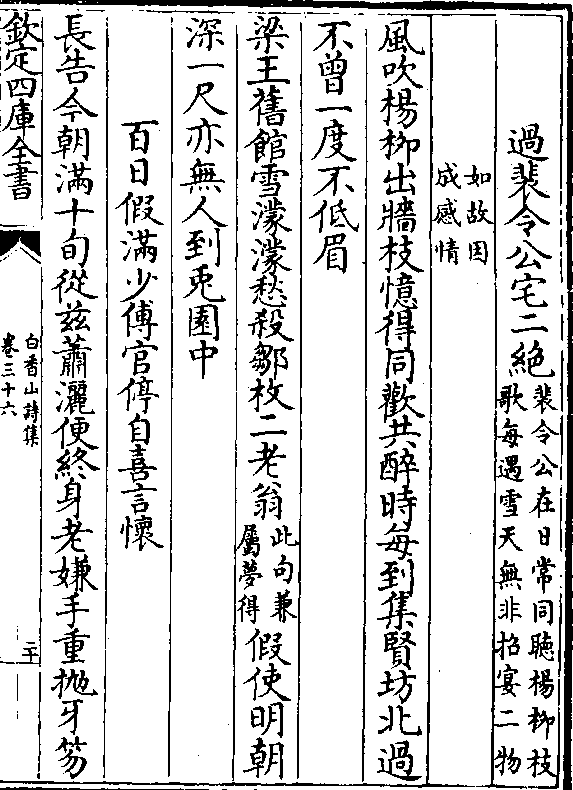 過裴令公宅二絶裴令公在日常同聽楊柳枝
歌每遇雪天無非招宴二物
如故因
成感情
風吹楊柳出牆枝憶得同歡共醉時每到集賢坊北過
不曾一度不低眉
梁王舊館雪濛濛愁殺鄒枚二老翁此句兼
屬夢得假使明朝
深一尺亦無人到兎園中
百日假滿少傅官停自喜言懷
長告今朝滿十旬從兹蕭灑便終身老嫌手重抛牙笏
欽定四庫全書
白香山詩集
卷三十六
二十